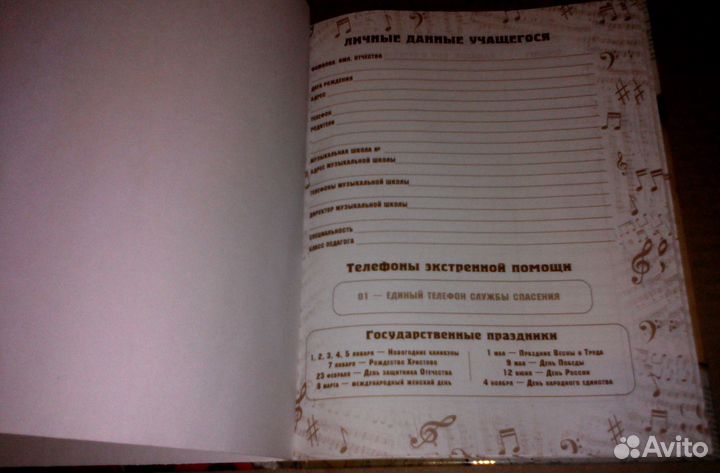 Личные данные учащегося
Фамилия, имя, отчество
Дата рождения
Адрес
Телефон
Родители
Музыкальная школа №
Адрес музыкальной школы
Телефоны музыкальной школы
Директор музыкальной школы
Специальность
Класс педагога
Телефоны экстренной помощи
01 — единый телефон службы спасения
Государственные праздники
1, 2, 3, 4, 5 января — Новогодние каникулы
7 января — Рождество Христово
23 февраля — День защитника Отечества
8 марта — международный женский день
1 мая — Праздник Весны и Труда
9 мая — День Победы
12 июня — День России
4 ноября — День народного единства
Avito